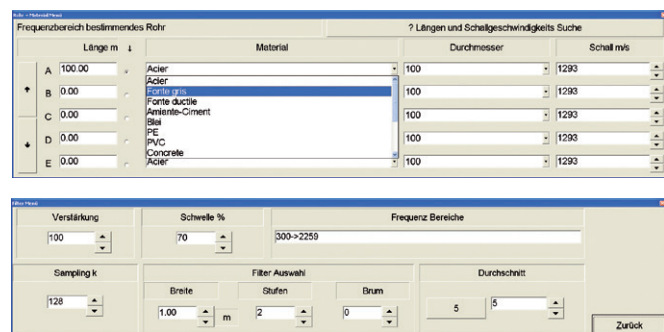 Rohr - Material Menü
Frequenzbereich bestimmendes Rohr ? Längen und Schallgeschwindigkeits Suche
Länge m ↓ Material Durchmesser Schall m/s
A 100.00 Acier 100 1293
Acier
B 0.00 Fonte gris 100 1293
Fonte ductile
C 0.00 Amiente-Ciment 100 1293
Blei
D 0.00 PE 100 1293
PVC
Concrete
E 0.00 Acier 100 1293
Filter Menü
Verstärkung Schwelle % Frequenz Bereiche
100 70 300->2259
Sampling k Filter Auswahl Durchschnitt
Breite Stufen Brum
128 1.00 m 2 0 5 5
Zurück